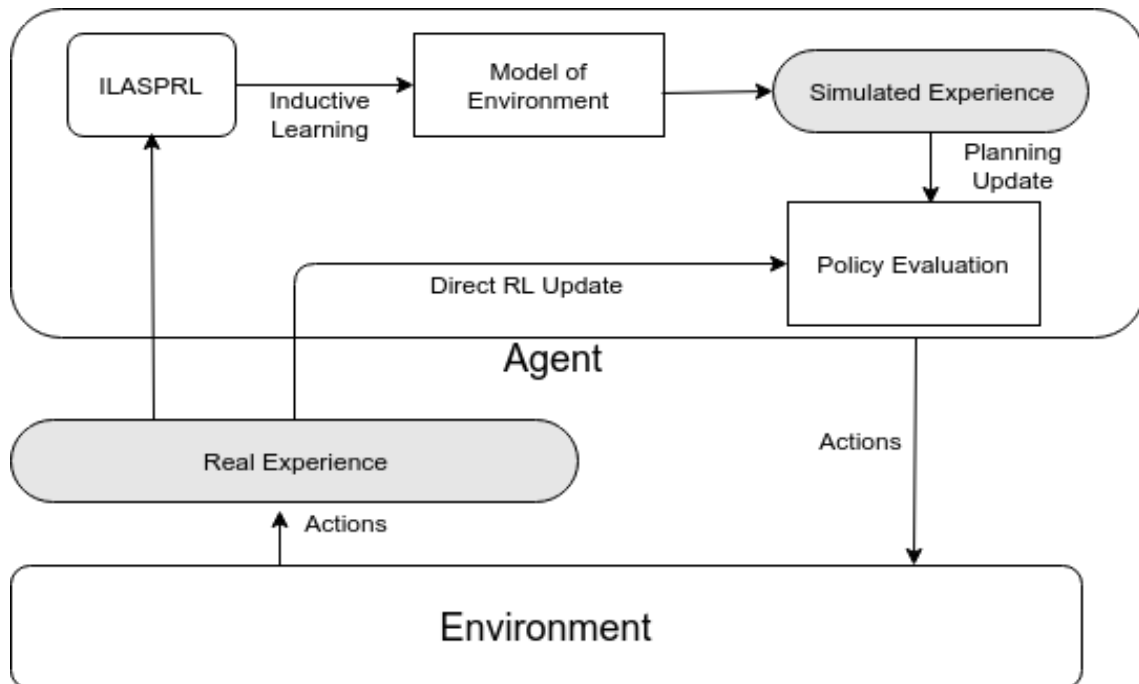 ILASPRL
Inductive
Learning
Model of
Environment
Simulated Experience
Planning
Update
Policy Evaluation
Direct RL Update
Agent
Actions
Real Experience
Actions
Environment